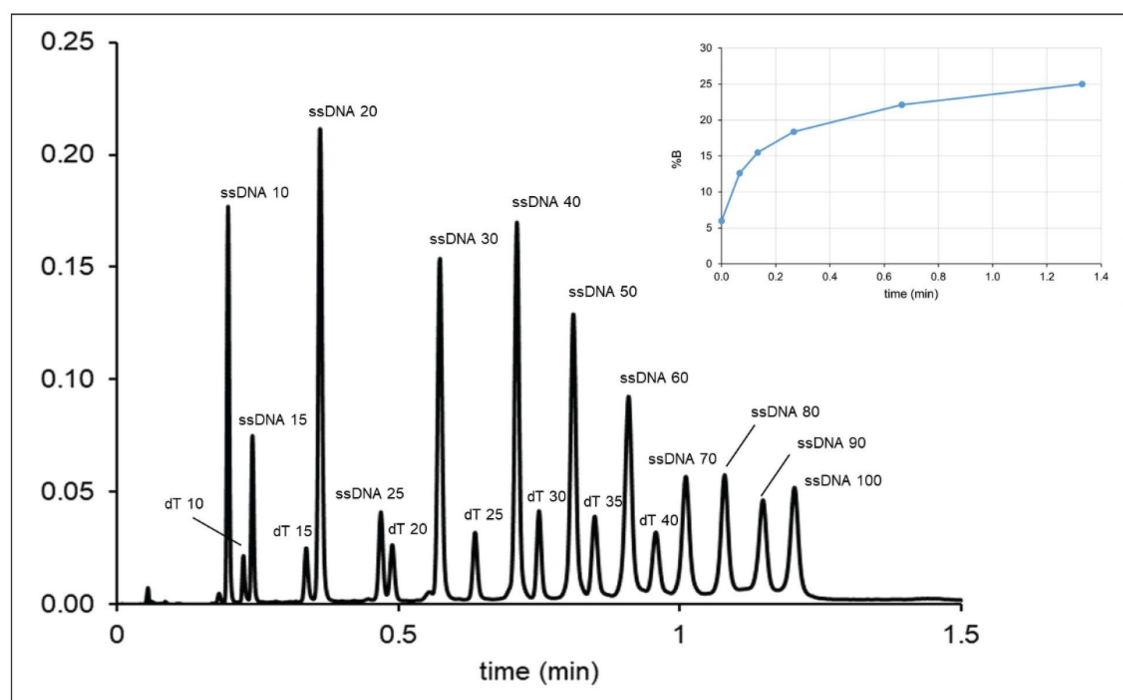 0.25
0.20
0.15
0.10
0.05
0.00
0
0.5
1
1.5
time (min)
dT 10
ssDNA 10
ssDNA 15
dT 15
ssDNA 20
ssDNA 25
dT 20
ssDNA 30
dT 25
ssDNA 40
dT 30
ssDNA 50
dT 35
ssDNA 60
dT 40
ssDNA 70
ssDNA 80
ssDNA 90
ssDNA 100
30
25
20
15
10
5
0
%B
0.0
0.2
0.4
0.6
0.8
1.0
1.2
1.4
time (min)